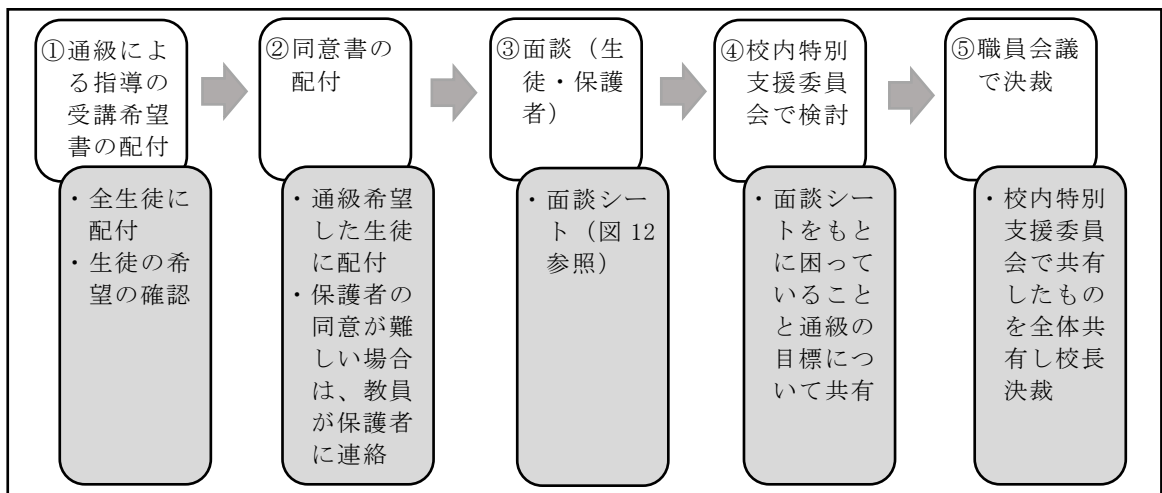 ①通級によ
る指導の
受講希望
書の配付
・全生徒に
配付
・生徒の希
望の確認
②同意書の
配付
・通級希望
した生徒
に配付
・保護者の
同意が難
しい場合
は、教員
が保護者
に連絡
③面談（生
徒・保護
者）
・面談シー
ト（図 12
参照）
④校内特別
支援委員
会で検討
・面談シー
トをもと
に困って
いること
と通級の
目標につ
いて共有
⑤職員会議
で決裁
・校内特別
支援委員
会で共有
したもの
を全体共
有し校長
決裁